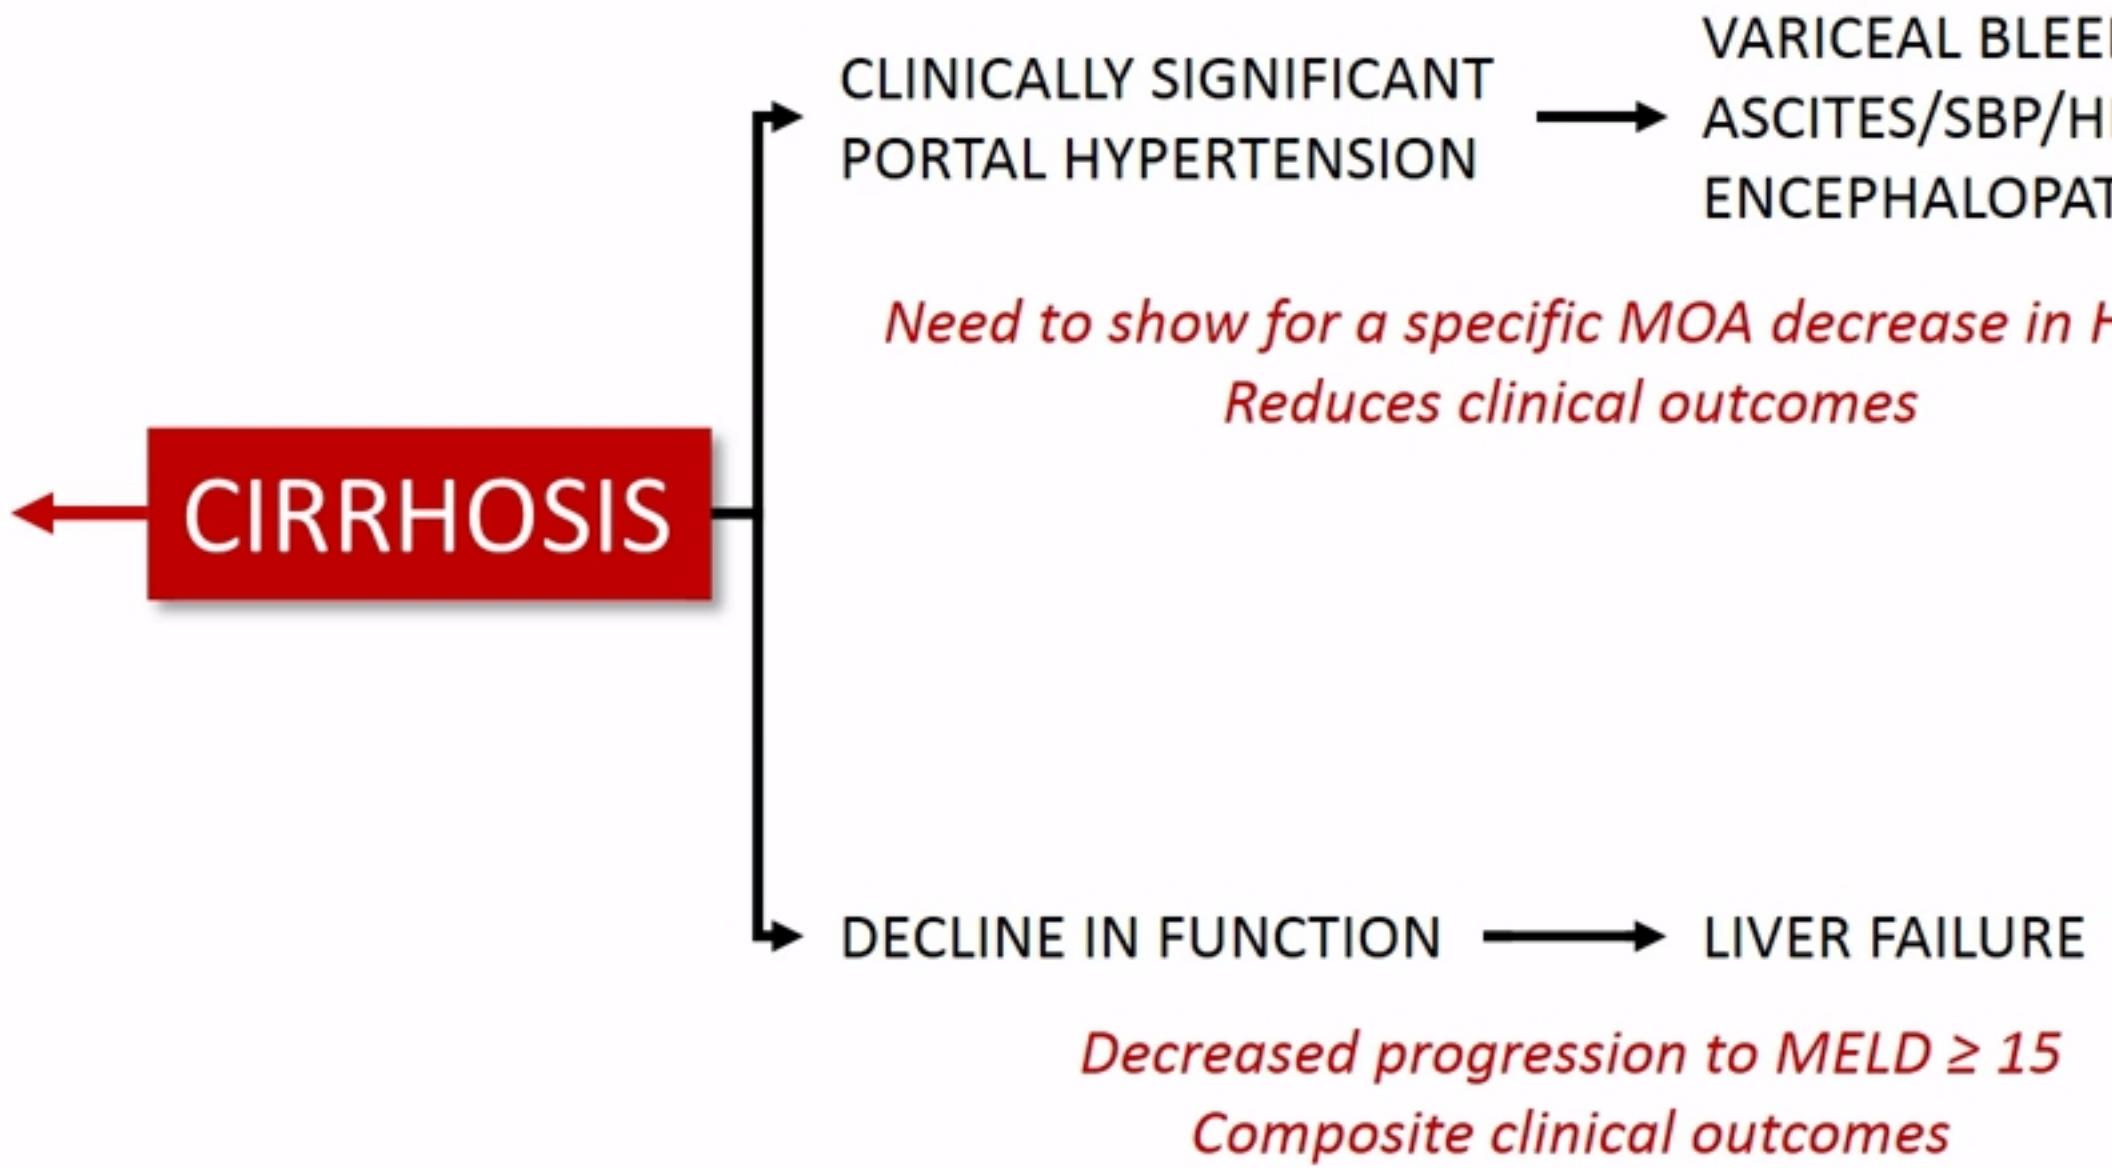 VARICEAL BLEE
CLINICALLY SIGNIFICANT
PORTAL HYPERTENSION
ASCITES/SBP/H
ENCEPHALOPAT
Need to show for a specific MOA decrease in H
Reduces clinical outcomes
CIRRHOSIS
DECLINE IN FUNCTION
LIVER FAILURE
Decreased progression to MELD ≥ 15
Composite clinical outcomes